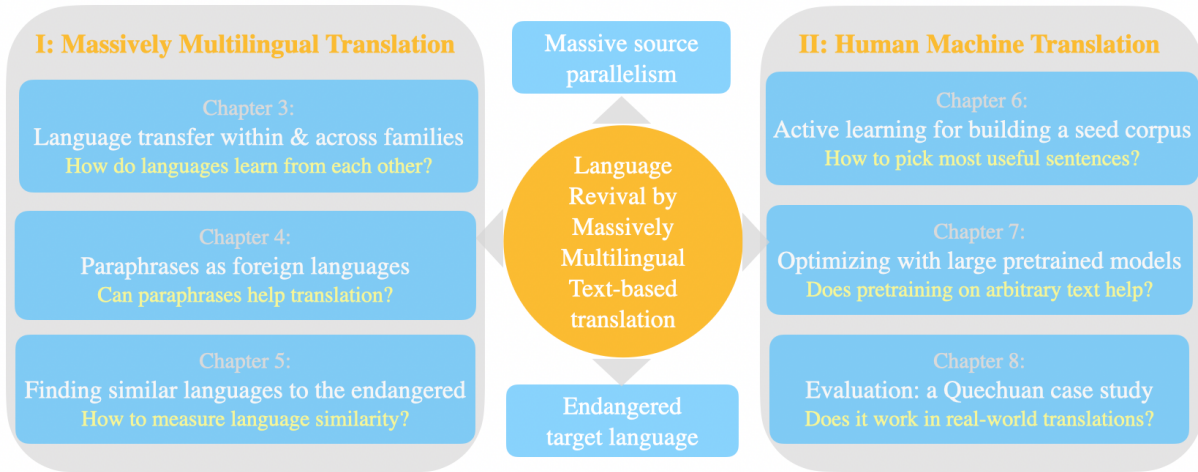 I: Massively Multilingual Translation
Chapter 3:
Language transfer within & across families
How do languages learn from each other?
Chapter 4:
Paraphrases as foreign languages
Can paraphrases help translation?
Chapter 5:
Finding similar languages to the endangered
How to measure language similarity?
Massive source
parallelism
Language
Revival by
Massively
Multilingual
Text-based
translation
Endangered
target language
II: Human Machine Translation
Chapter 6:
Active learning for building a seed corpus
How to pick most useful sentences?
Chapter 7:
Optimizing with large pretrained models
Does pretraining on arbitrary text help?
Chapter 8:
Evaluation: a Quechuan case study
Does it work in real-world translations?